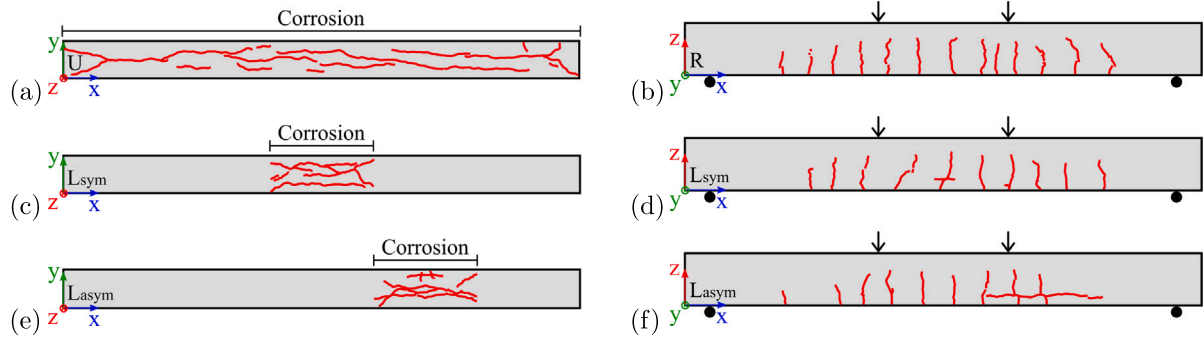 Corrosion
y
U
z
x
(a)
z
R
y
x
(b)
Corrosion
y
Lsym
z
x
(c)
z
Lsym
y
x
(d)
Corrosion
y
Lasym
z
x
(e)
z
Lasym
y
x
(f)